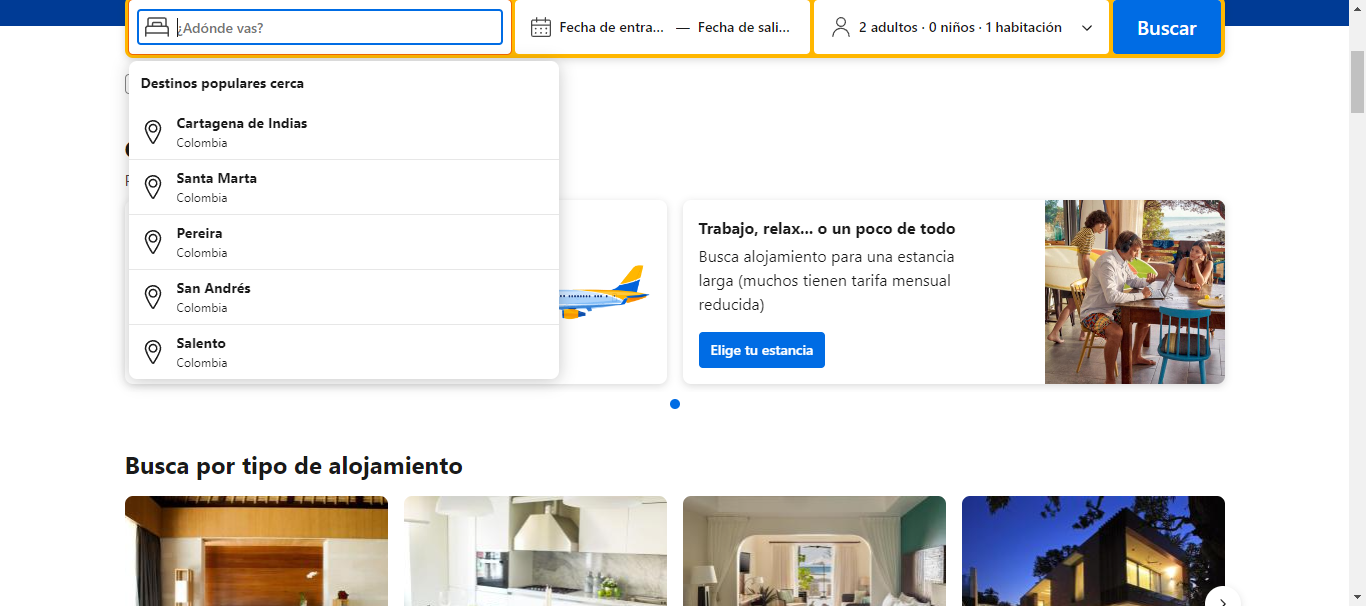 ¿Adónde vas?
Fecha de entra... — Fecha de sali...
2 adultos · 0 niños · 1 habitación
Buscar
Destinos populares cerca
Cartagena de Indias
Colombia
Santa Marta
Colombia
Pereira
Colombia
San Andrés
Colombia
Salento
Colombia
Trabajo, relax... o un poco de todo
Busca alojamiento para una estancia
larga (muchos tienen tarifa mensual
reducida)
Elige tu estancia
Busca por tipo de alojamiento